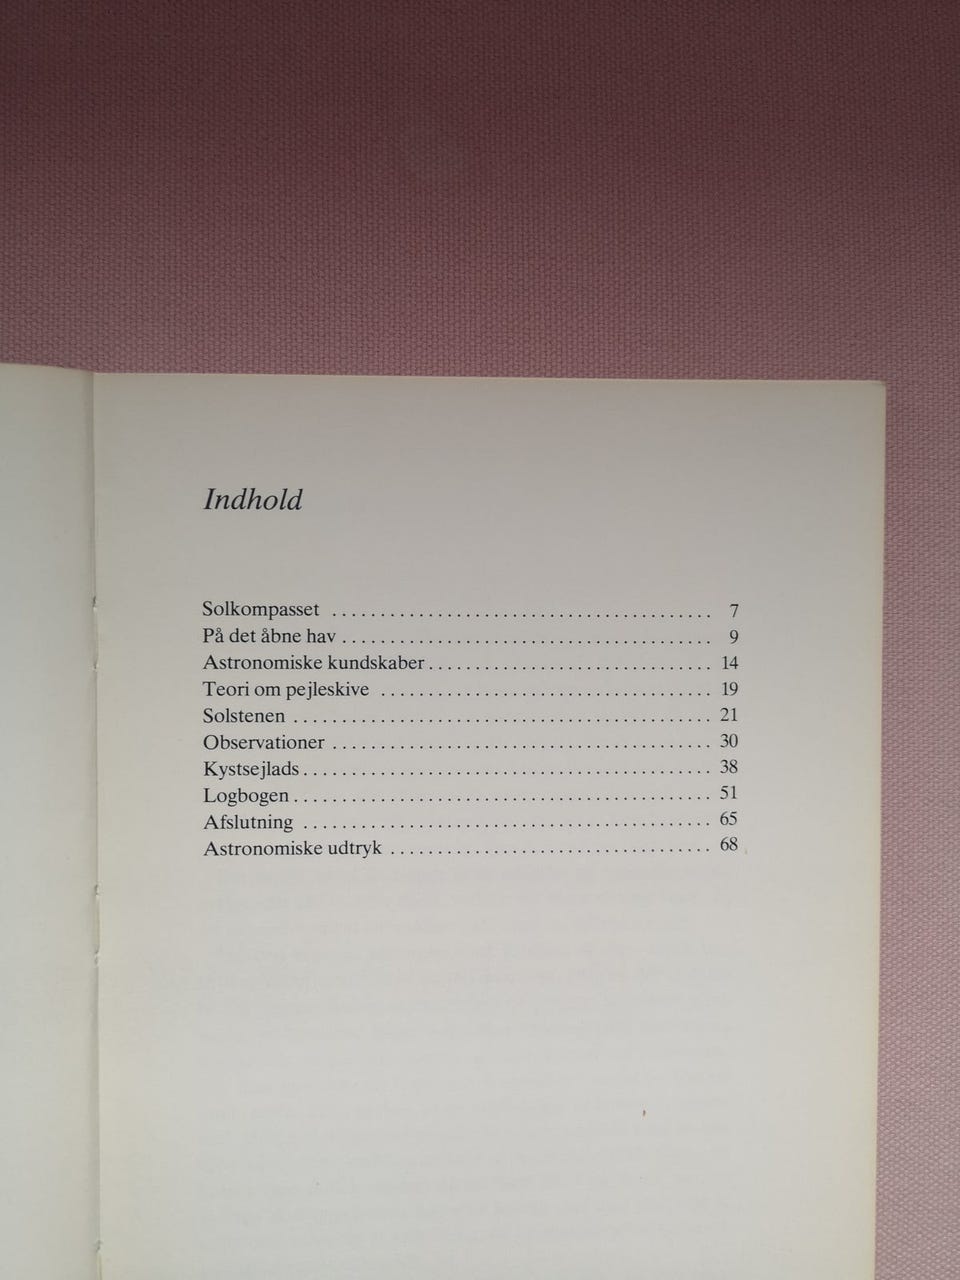 Indhold
Solkompasset ........................................ 7
På det åbne hav ....................................... 9
Astronomiske kundskaber .............................. 14
Teori om pejleskive ................................... 19
Solstenen ............................................ 21
Observationer ........................................ 30
Kystsejlads ........................................... 38
Logbogen ............................................ 51
Afslutning ........................................... 65
Astronomiske udtryk .................................. 68